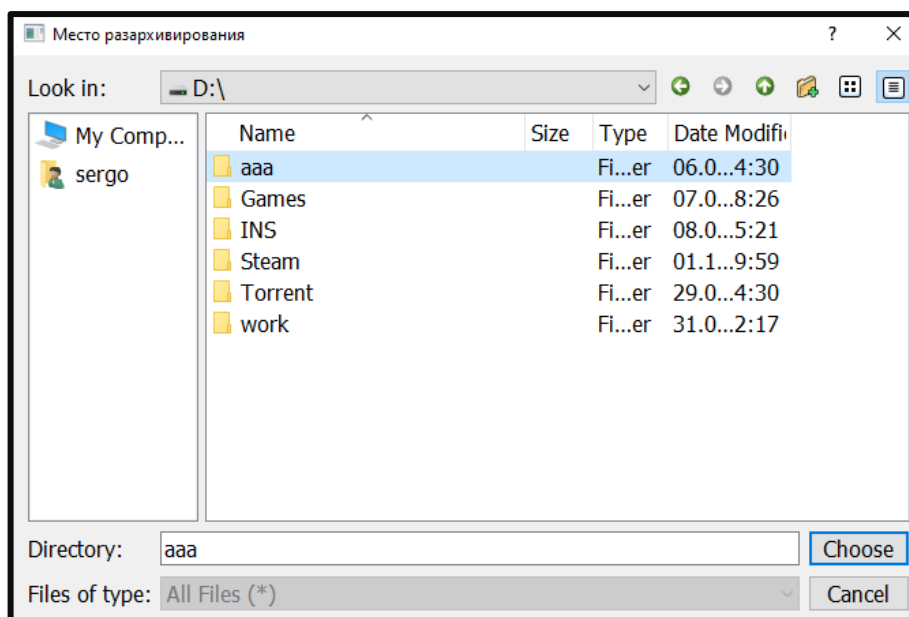 Место разархивирования ?
Look in: D:\
My Comp...
sergo
Name Size Type Date Modifi
aaa Fi...er 06.0...4:30
Games Fi...er 07.0...8:26
INS Fi...er 08.0...5:21
Steam Fi...er 01.1...9:59
Torrent Fi...er 29.0...4:30
work Fi...er 31.0...2:17
Directory: aaa Choose
Files of type: All Files (*) Cancel